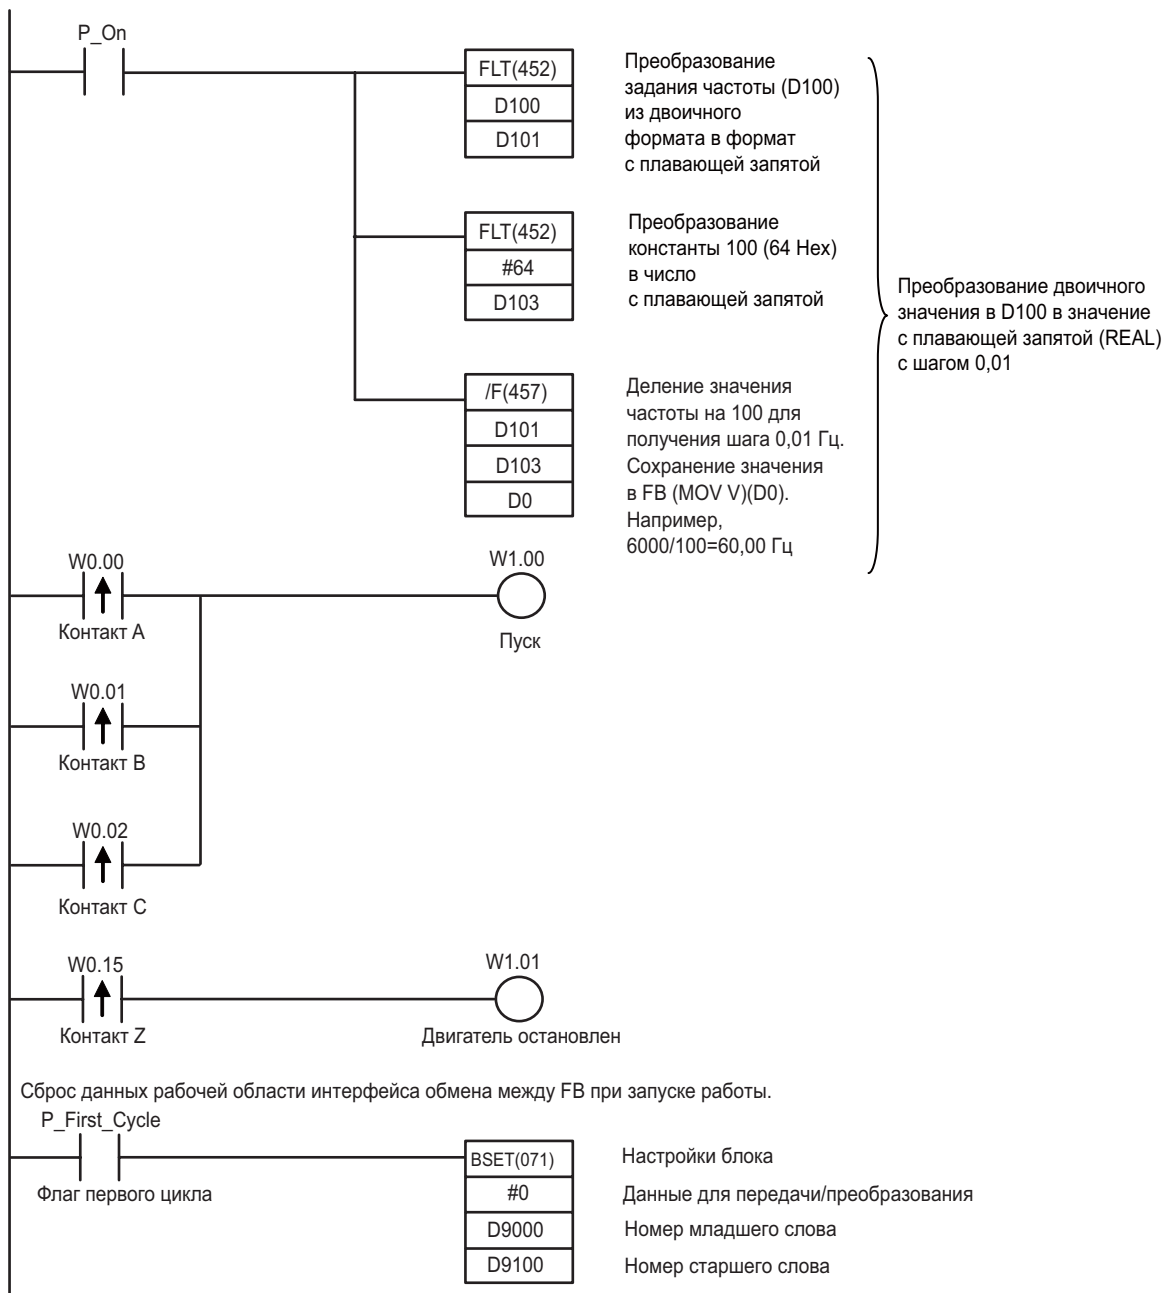 P_On
FLT(452)
D100
D101
Преобразование
задания частоты (D100)
из двоичного
формата в формат
с плавающей запятой
FLT(452)
#64
D103
Преобразование
константы 100 (64 Hex)
в число
с плавающей запятой
Преобразование двоичного
значения в D100 в значение
с плавающей запятой (REAL)
с шагом 0,01
/F(457)
D101
D103
D0
Деление значения
частоты на 100 для
получения шага 0,01 Гц.
Сохранение значения
в FB (MOV V)(D0).
Например,
6000/100=60,00 Гц
W0.00
Контакт A
W1.00
Пуск
W0.01
Контакт B
W0.02
Контакт C
W0.15
Контакт Z
W1.01
Двигатель остановлен
Сброс данных рабочей области интерфейса обмена между FB при запуске работы.
P_First_Cycle
Флаг первого цикла
BSET(071)
Настройки блока
#0
Данные для передачи/преобразования
D9000
Номер младшего слова
D9100
Номер старшего слова